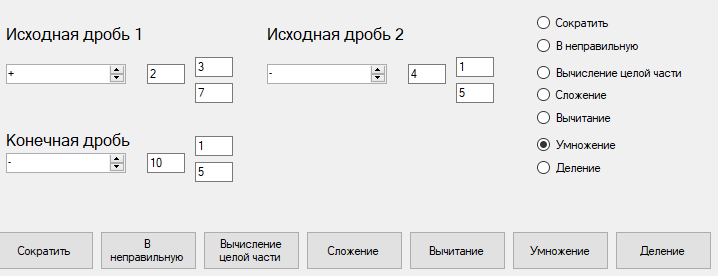 Исходная дробь 1
+
2
3
7
Исходная дробь 2
-
4
1
5
Конечная дробь
-
10
1
5
Сократить
В неправильную
Вычисление целой части
Сложение
Вычитание
Умножение
Деление
Сократить
В
неправильную
Вычисление
целой части
Сложение
Вычитание
Умножение
Деление